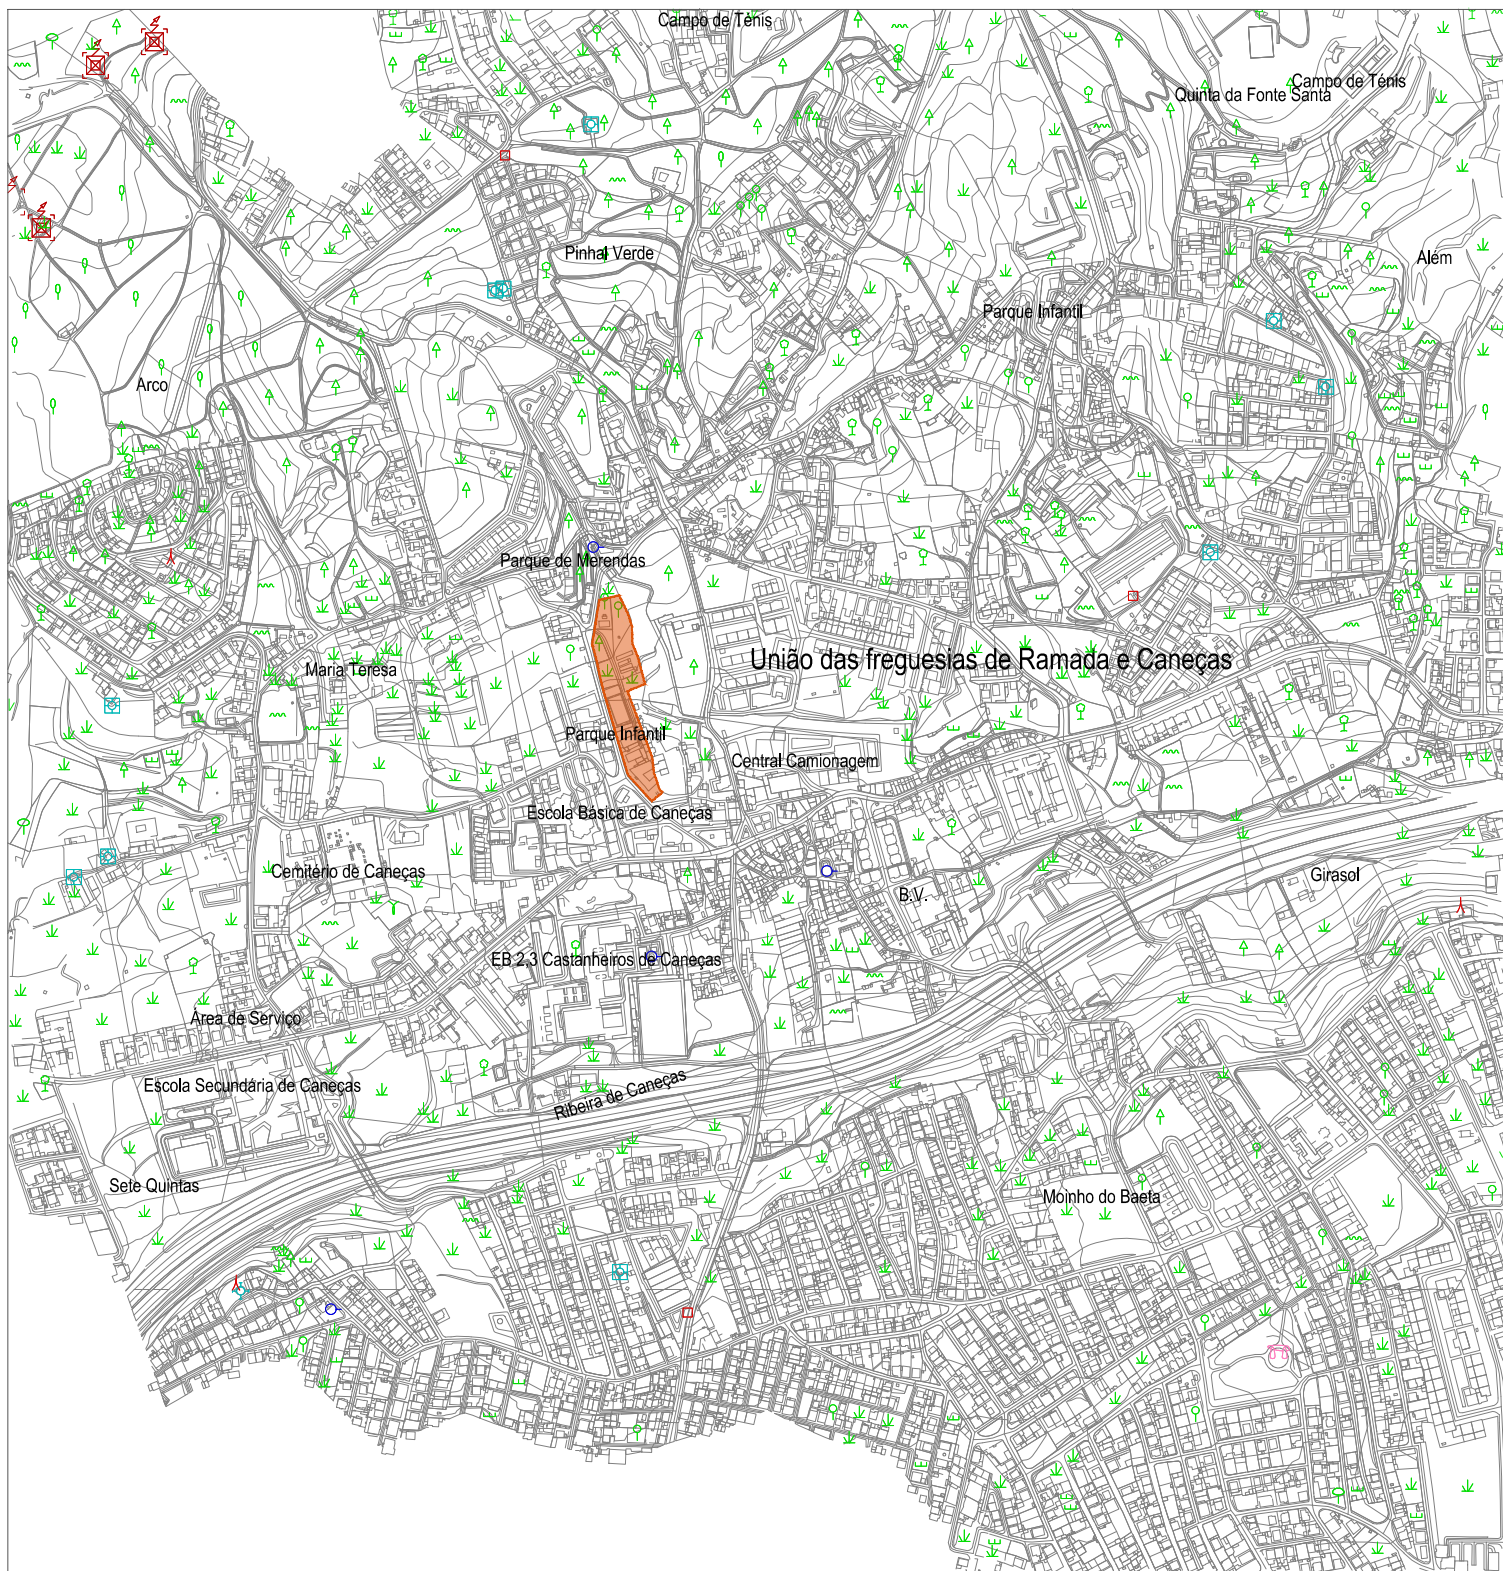 Campo de Ténis
Campo de Ténis
Quinta da Fonte Santa
Pinhal Verde
Além
Parque Infantil
Arco
Parque de Merendas
União das freguesias de Ramada e Caneças
Maria Teresa
Parque Infantil
Central Camionagem
Escola Básica de Caneças
Cemitério de Caneças
Girasol
B.V.
EB 2,3 Castanheiros de Caneças
Área de Serviço
Escola Secundária de Caneças
Ribeira de Caneças
Sete Quintas
Moinho do Baeta